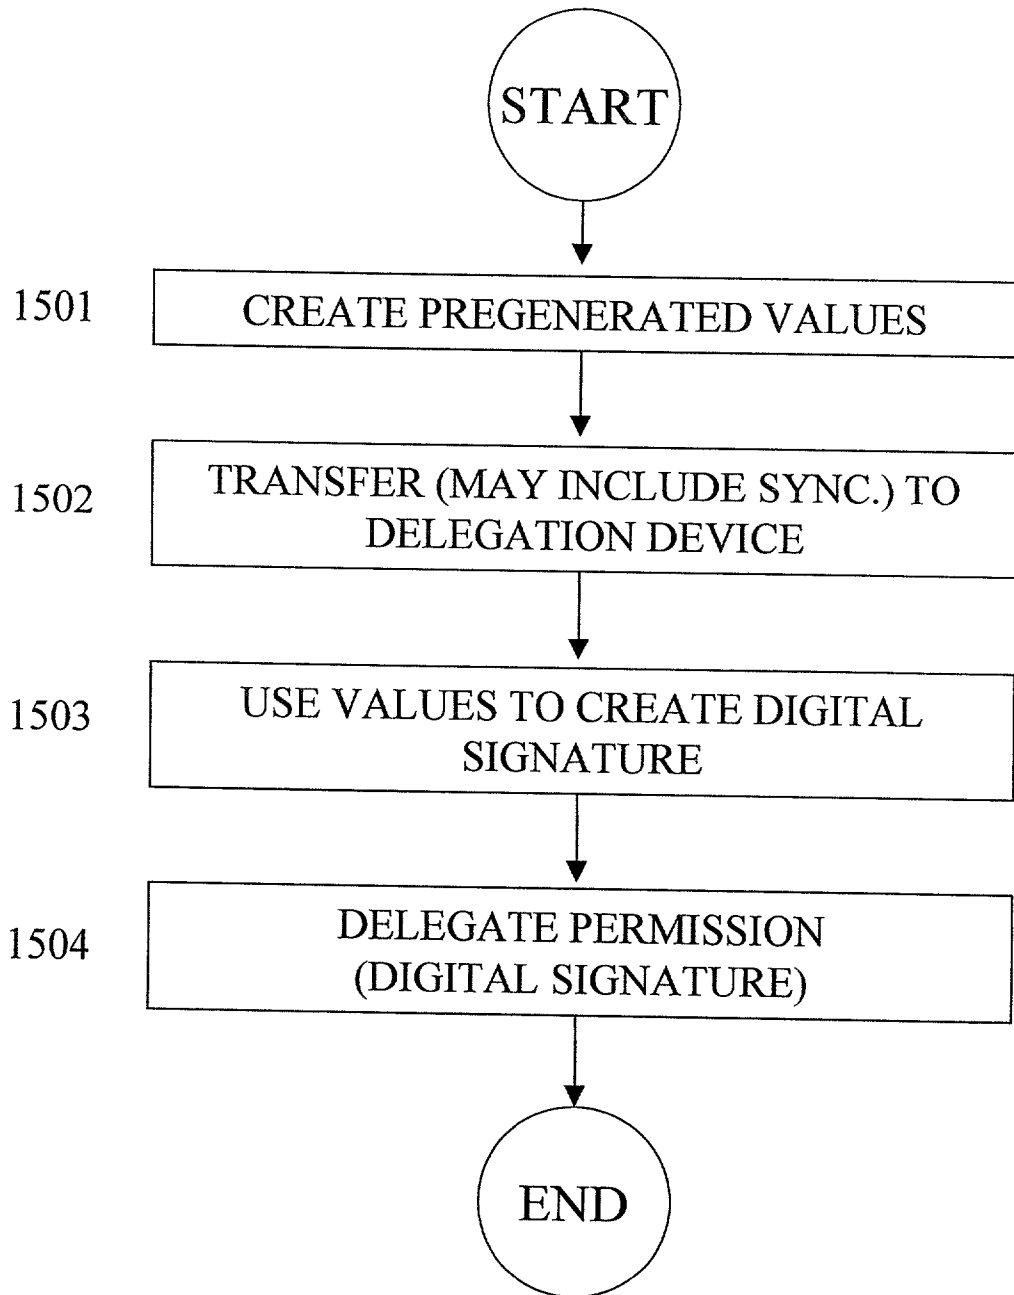 START
1501
CREATE PREGENERATED VALUES
1502
TRANSFER (MAY INCLUDE SYNC.) TO
DELEGATION DEVICE
1503
USE VALUES TO CREATE DIGITAL
SIGNATURE
1504
DELEGATE PERMISSION
(DIGITAL SIGNATURE)
END